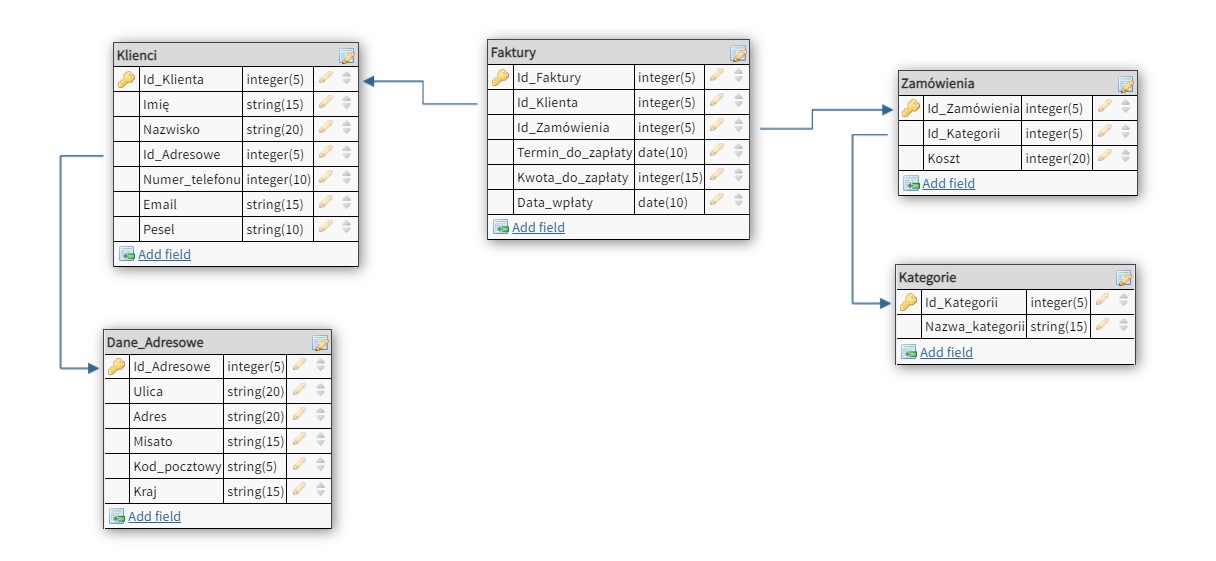 Klienci
Id_Klienta integer(5)
Imię string(15)
Nazwisko string(20)
Id_Adresowe integer(5)
Numer_telefonu integer(10)
Email string(15)
Pesel string(10)
Add field
Faktury
Id_Faktury integer(5)
Id_Klienta integer(5)
Id_Zamówienia integer(5)
Termin_do_zapłaty date(10)
Kwota_do_zapłaty integer(15)
Data_wpłaty date(10)
Add field
Zamówienia
Id_Zamówienia integer(5)
Id_Kategorii integer(5)
Koszt integer(20)
Add field
Kategorie
Id_Kategorii integer(5)
Nazwa_kategorii string(15)
Add field
Dane_Adresowe
Id_Adresowe integer(5)
Ulica string(20)
Adres string(20)
Misato string(15)
Kod_pocztowy string(5)
Kraj string(15)
Add field